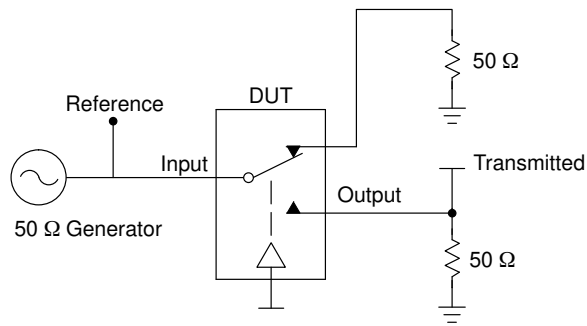 50 Ω
DUT
Reference
Input
Transmitted
Output
50 Ω Generator
50 Ω